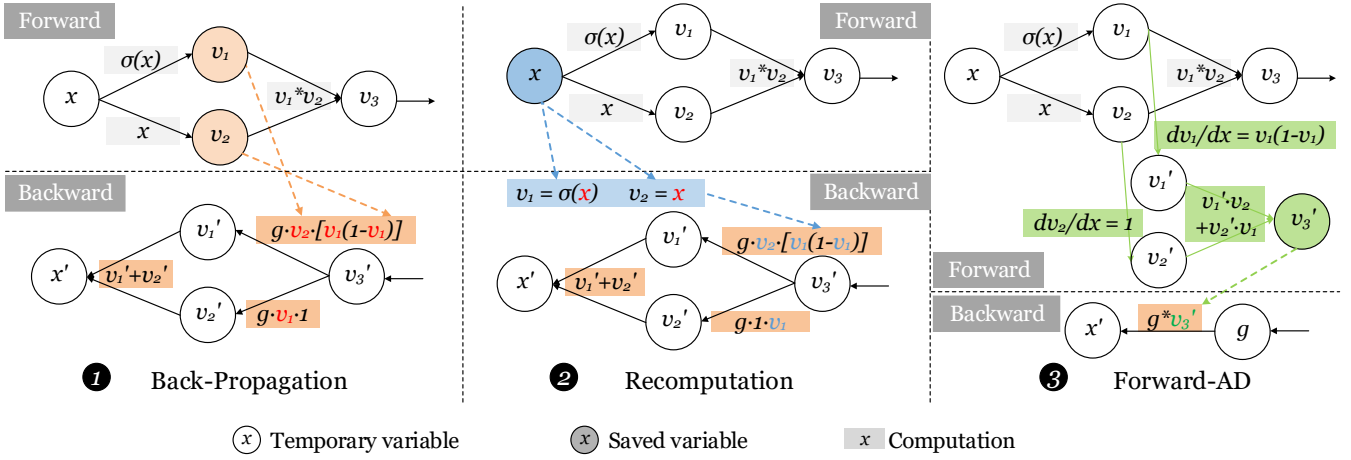 Forward
x
σ(x)
x
v₁
v₂
v₁*v₂
v₃
Backward
g·v₂·[v₁(1-v₁)]
v₁'
x'
v₁'+v₂'
v₃'
v₂'
g·v₁·1
1 Back-Propagation
Forward
x
σ(x)
x
v₁
v₂
v₁*v₂
v₃
Backward
v₁ = σ(x) v₂ = x
g·v₂·[v₁(1-v₁)]
v₁'
x'
v₁'+v₂'
v₃'
v₂'
g·1·v₁
2 Recomputation
x
σ(x)
x
v₁
v₂
v₁*v₂
v₃
dv₁/dx = v₁(1-v₁)
v₁'
v₁'·v₂
+v₂'·v₁
v₃'
dv₂/dx = 1
v₂'
Forward
Backward
x'
g*v₃'
g
3 Forward-AD
x Temporary variable
x Saved variable
x Computation